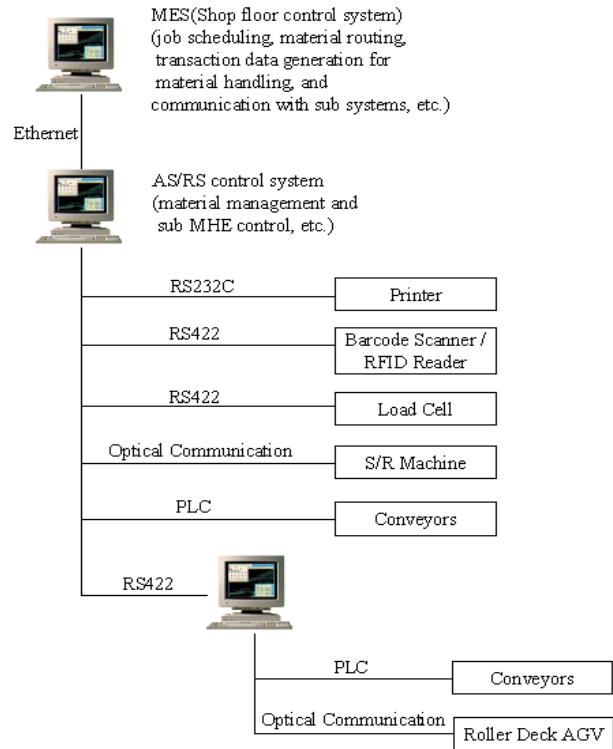 MES(Shop floor control system)
(job scheduling, material routing,
transaction data generation for
material handling, and
communication with sub systems, etc.)
Ethernet
AS/RS control system
(material management and
sub MHE control, etc.)
RS232C
Printer
RS422
Barcode Scanner /
RFID Reader
RS422
Load Cell
Optical Communication
S/R Machine
PLC
Conveyors
RS422
PLC
Conveyors
Optical Communication
Roller Deck AGV